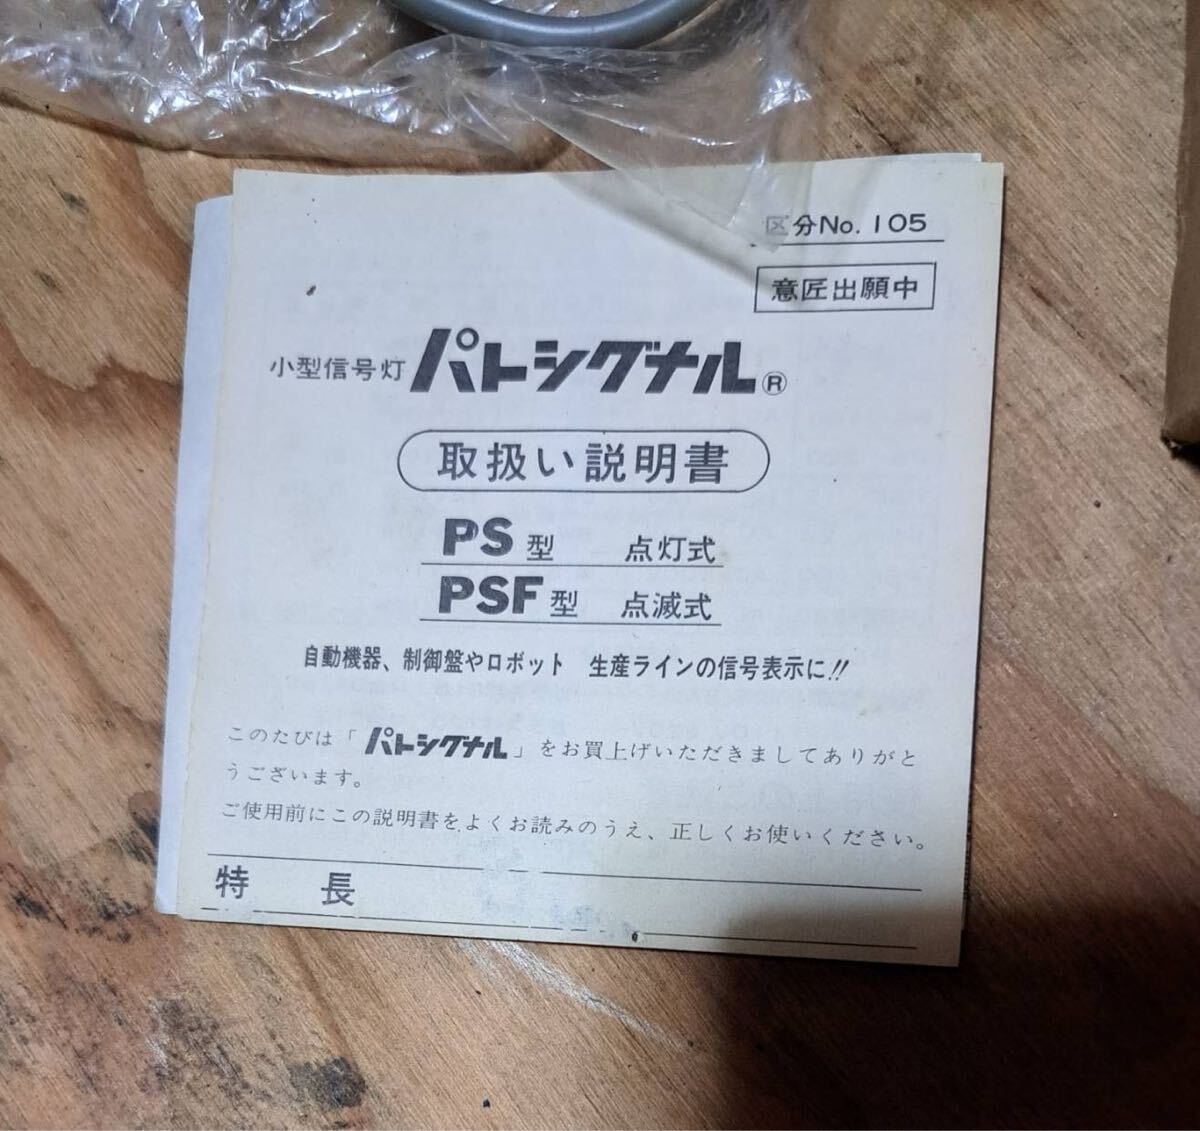 区分No. 105
意匠出願中
小型信号灯 パトシグナル®
取扱い説明書
PS型 点灯式
PSF型 点滅式
自動機器、制御盤やロボット 生産ラインの信号表示に!!
このたびは「パトシグナル」をお買上げいただきましてありがと
うございます。
ご使用前にこの説明書をよくお読みのうえ、正しくお使いください。
特 長